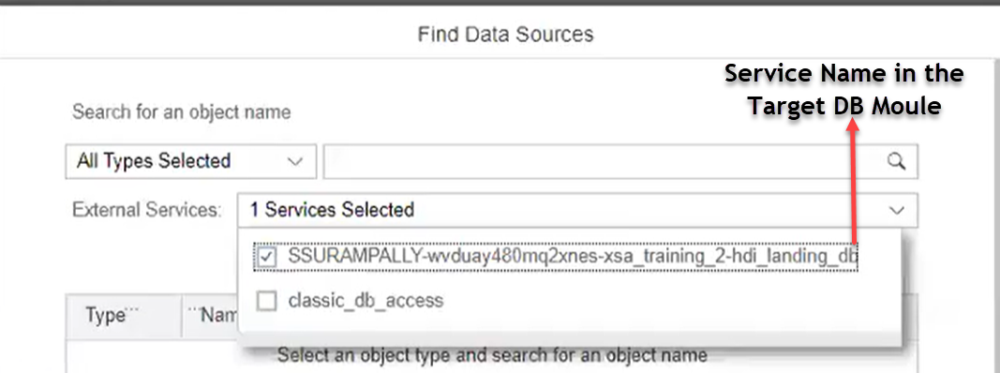 Find Data Sources
Service Name in the
Target DB Moule
Search for an object name
All Types Selected
External Services:
1 Services Selected
SSURAMPALLY-wvduay480mq2xnes-xsa_training_2-hdi_landing_db
classic_db_access
Type
Nam
Select an object type and search for an object name